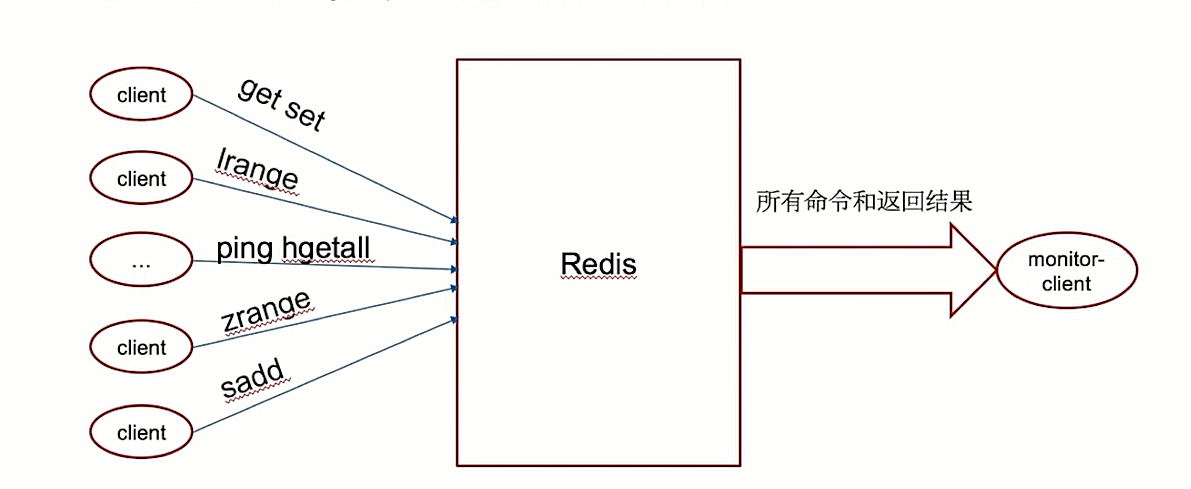 client
get set
client
lrange
...
ping hgetall
client
zrange
client
sadd
Redis
所有命令和返回结果
monitor-
client